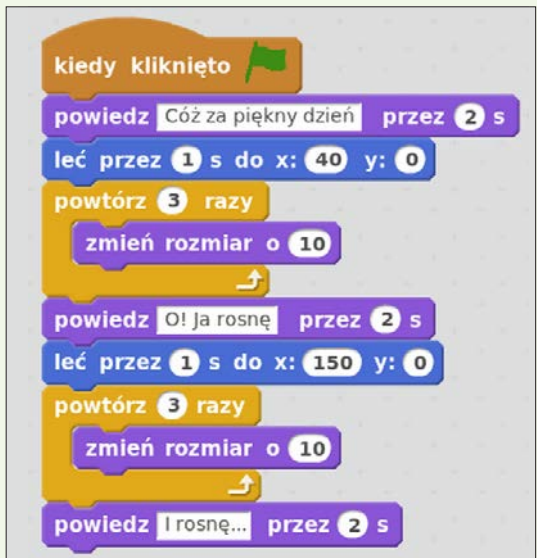 kiedy kliknięto
powiedz Cóż za piękny dzień przez 2 s
leć przez 1 s do x: 40 y: 0
powtórz 3 razy
zmień rozmiar o 10
powiedz O! Ja rosnę przez 2 s
leć przez 1 s do x: 150 y: 0
powtórz 3 razy
zmień rozmiar o 10
powiedz I rosnę... przez 2 s